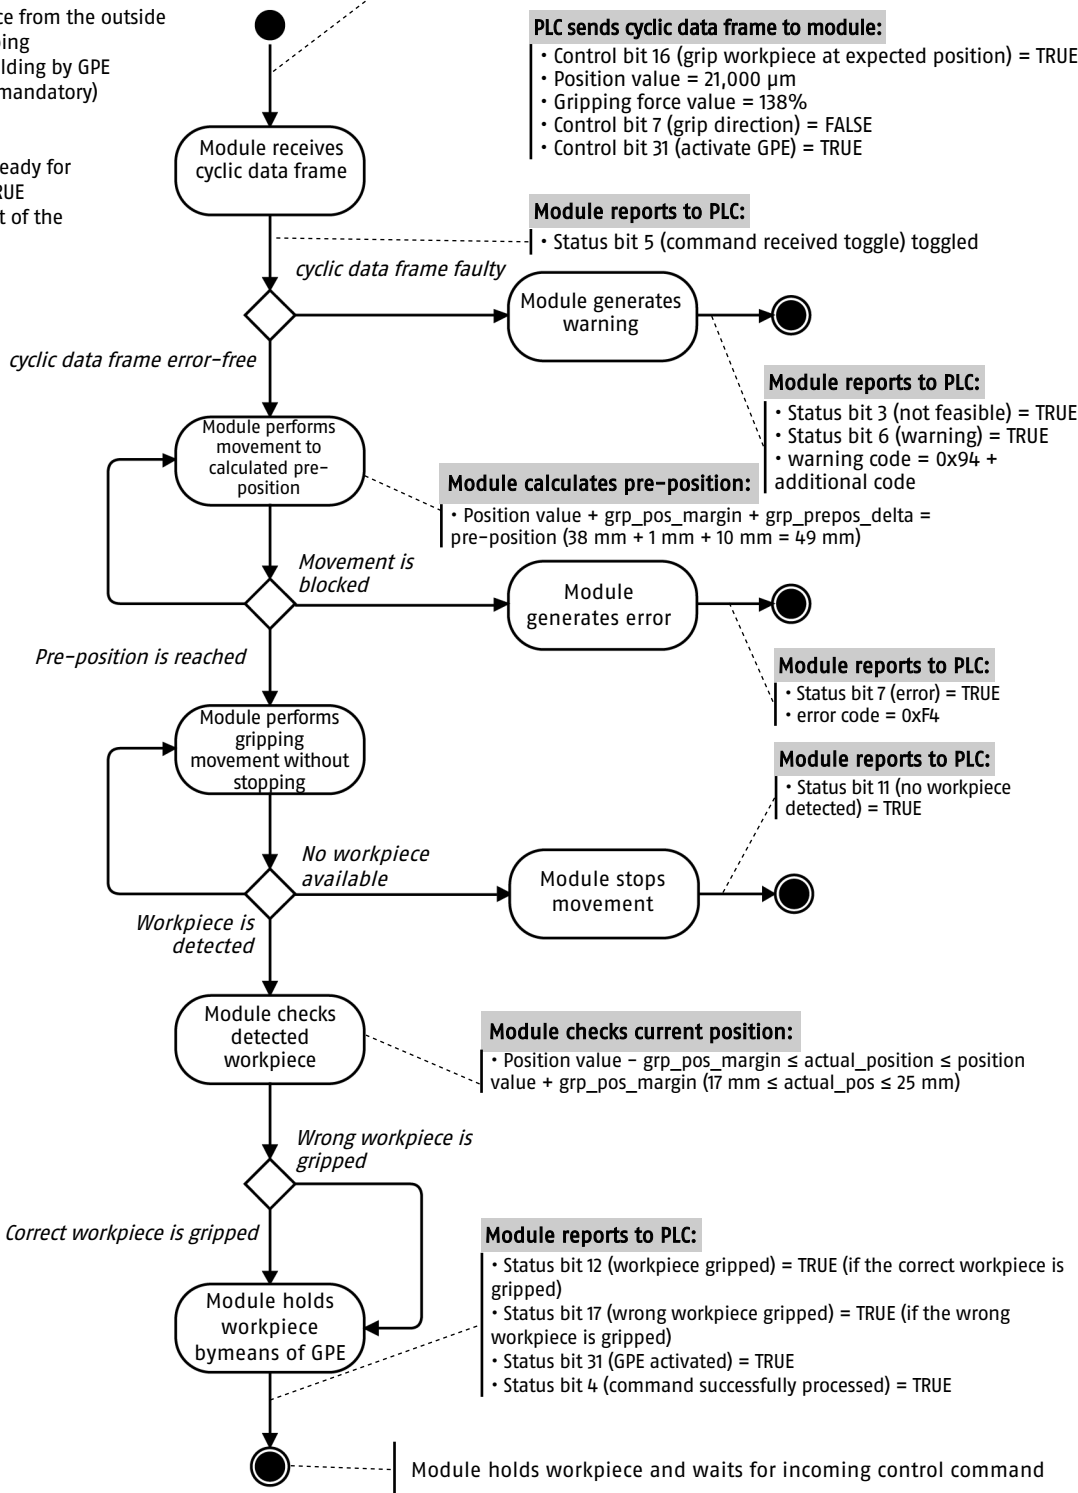 ce from the outside
ping
lding by GPE
mandatory)
eady for
RUE
t of the
PLC sends cyclic data frame to module:
• Control bit 16 (grip workpiece at expected position) = TRUE
• Position value = 21,000 µm
• Gripping force value = 138%
• Control bit 7 (grip direction) = FALSE
• Control bit 31 (activate GPE) = TRUE
Module receives
cyclic data frame
Module reports to PLC:
• Status bit 5 (command received toggle) toggled
cyclic data frame faulty
Module generates
warning
cyclic data frame error-free
Module reports to PLC:
• Status bit 3 (not feasible) = TRUE
• Status bit 6 (warning) = TRUE
• warning code = 0x94 +
additional code
Module performs
movement to
calculated pre-
position
Module calculates pre-position:
• Position value + grp_pos_margin + grp_prepos_delta =
pre-position (38 mm + 1 mm + 10 mm = 49 mm)
Movement is
blocked
Module
generates error
Pre-position is reached
Module reports to PLC:
• Status bit 7 (error) = TRUE
• error code = 0xF4
Module performs
gripping
movement without
stopping
Module reports to PLC:
• Status bit 11 (no workpiece
detected) = TRUE
No workpiece
available
Module stops
movement
Workpiece is
detected
Module checks
detected
workpiece
Module checks current position:
• Position value - grp_pos_margin ≤ actual_position ≤ position
value + grp_pos_margin (17 mm ≤ actual_pos ≤ 25 mm)
Wrong workpiece is
gripped
Correct workpiece is gripped
Module holds
workpiece
bymeans of GPE
Module reports to PLC:
• Status bit 12 (workpiece gripped) = TRUE (if the correct workpiece is
gripped)
• Status bit 17 (wrong workpiece gripped) = TRUE (if the wrong
workpiece is gripped)
• Status bit 31 (GPE activated) = TRUE
• Status bit 4 (command successfully processed) = TRUE
Module holds workpiece and waits for incoming control command